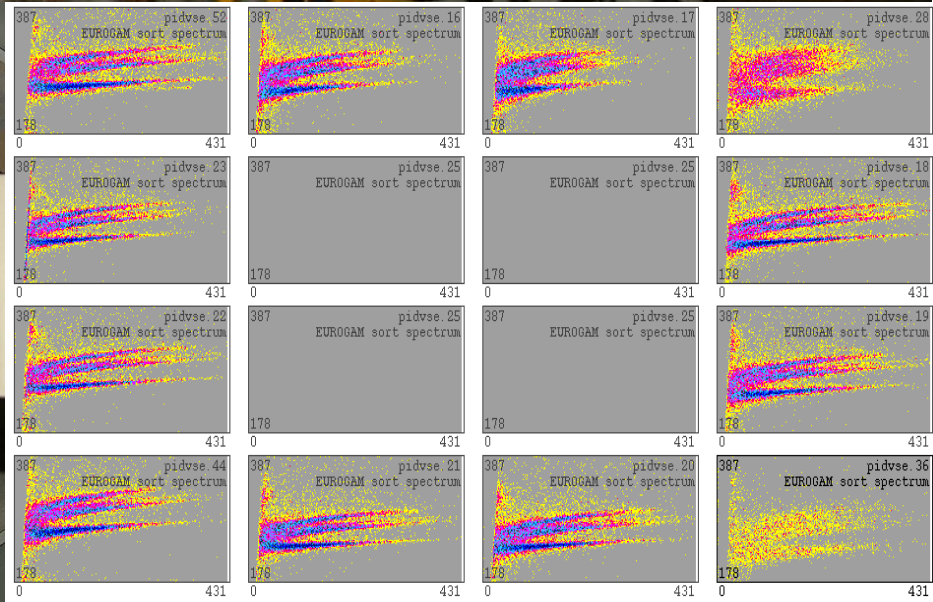 387 pidvse.52
EUROGAM sort spectrum
178
0 431
387 pidvse.16
EUROGAM sort spectrum
178
0 431
387 pidvse.17
EUROGAM sort spectrum
178
0 431
387 pidvse.28
EUROGAM sort spectrum
178
0 431
387 pidvse.23
EUROGAM sort spectrum
178
0 431
387 pidvse.25
EUROGAM sort spectrum
178
0 431
387 pidvse.25
EUROGAM sort spectrum
178
0 431
387 pidvse.18
EUROGAM sort spectrum
178
0 431
387 pidvse.22
EUROGAM sort spectrum
178
0 431
387 pidvse.25
EUROGAM sort spectrum
178
0 431
387 pidvse.25
EUROGAM sort spectrum
178
0 431
387 pidvse.19
EUROGAM sort spectrum
178
0 431
387 pidvse.44
EUROGAM sort spectrum
178
0 431
387 pidvse.21
EUROGAM sort spectrum
178
0 431
387 pidvse.20
EUROGAM sort spectrum
178
0 431
387 pidvse.36
EUROGAM sort spectrum
178
0 431